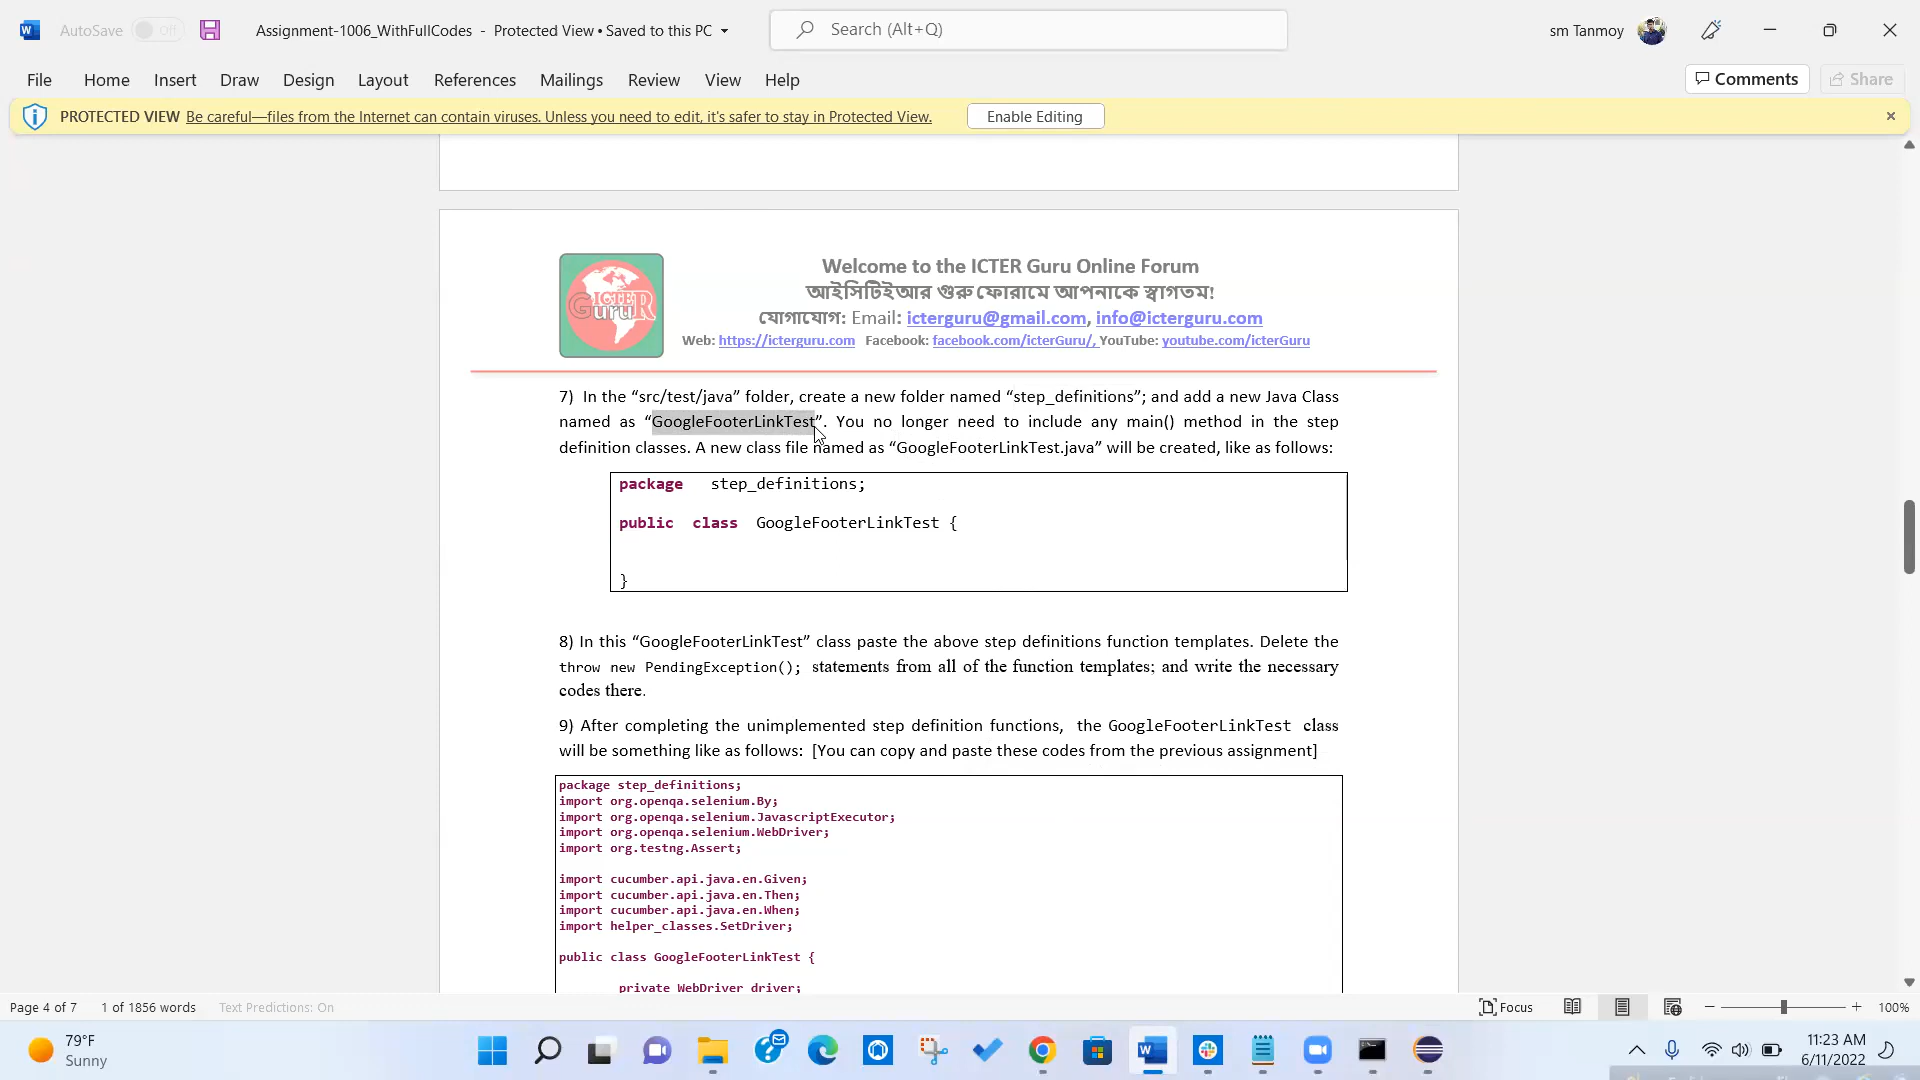 AutoSave Off Assignment-1006_WithFullCodes - Protected View • Saved to this PC Search (Alt+Q) sm Tanmoy
File Home Insert Draw Design Layout References Mailings Review View Help Comments Share
PROTECTED VIEW Be careful—files from the Internet can contain viruses. Unless you need to edit, it's safer to stay in Protected View. Enable Editing
ICTER
GuruR
Welcome to the ICTER Guru Online Forum
আইসিটিইআর গুরু ফোরামে আপনাকে স্বাগতম!
যোগাযোগ: Email: icterguru@gmail.com, info@icterguru.com
Web: https://icterguru.com Facebook: facebook.com/icterGuru/, YouTube: youtube.com/icterGuru
7) In the “src/test/java” folder, create a new folder named “step_definitions”; and add a new Java Class
named as “GoogleFooterLinkTest”. You no longer need to include any main() method in the step
definition classes. A new class file named as “GoogleFooterLinkTest.java” will be created, like as follows:
package step_definitions;
public class GoogleFooterLinkTest {
}
8) In this “GoogleFooterLinkTest” class paste the above step definitions function templates. Delete the
throw new PendingException(); statements from all of the function templates; and write the necessary
codes there.
9) After completing the unimplemented step definition functions, the GoogleFooterLinkTest class
will be something like as follows: [You can copy and paste these codes from the previous assignment]
package step_definitions;
import org.openqa.selenium.By;
import org.openqa.selenium.JavascriptExecutor;
import org.openqa.selenium.WebDriver;
import org.testng.Assert;
import cucumber.api.java.en.Given;
import cucumber.api.java.en.Then;
import cucumber.api.java.en.When;
import helper_classes.SetDriver;
public class GoogleFooterLinkTest {
private WebDriver driver;
Page 4 of 7 1 of 1856 words Text Predictions: On Focus 100%
79°F
Sunny
11:23 AM
6/11/2022